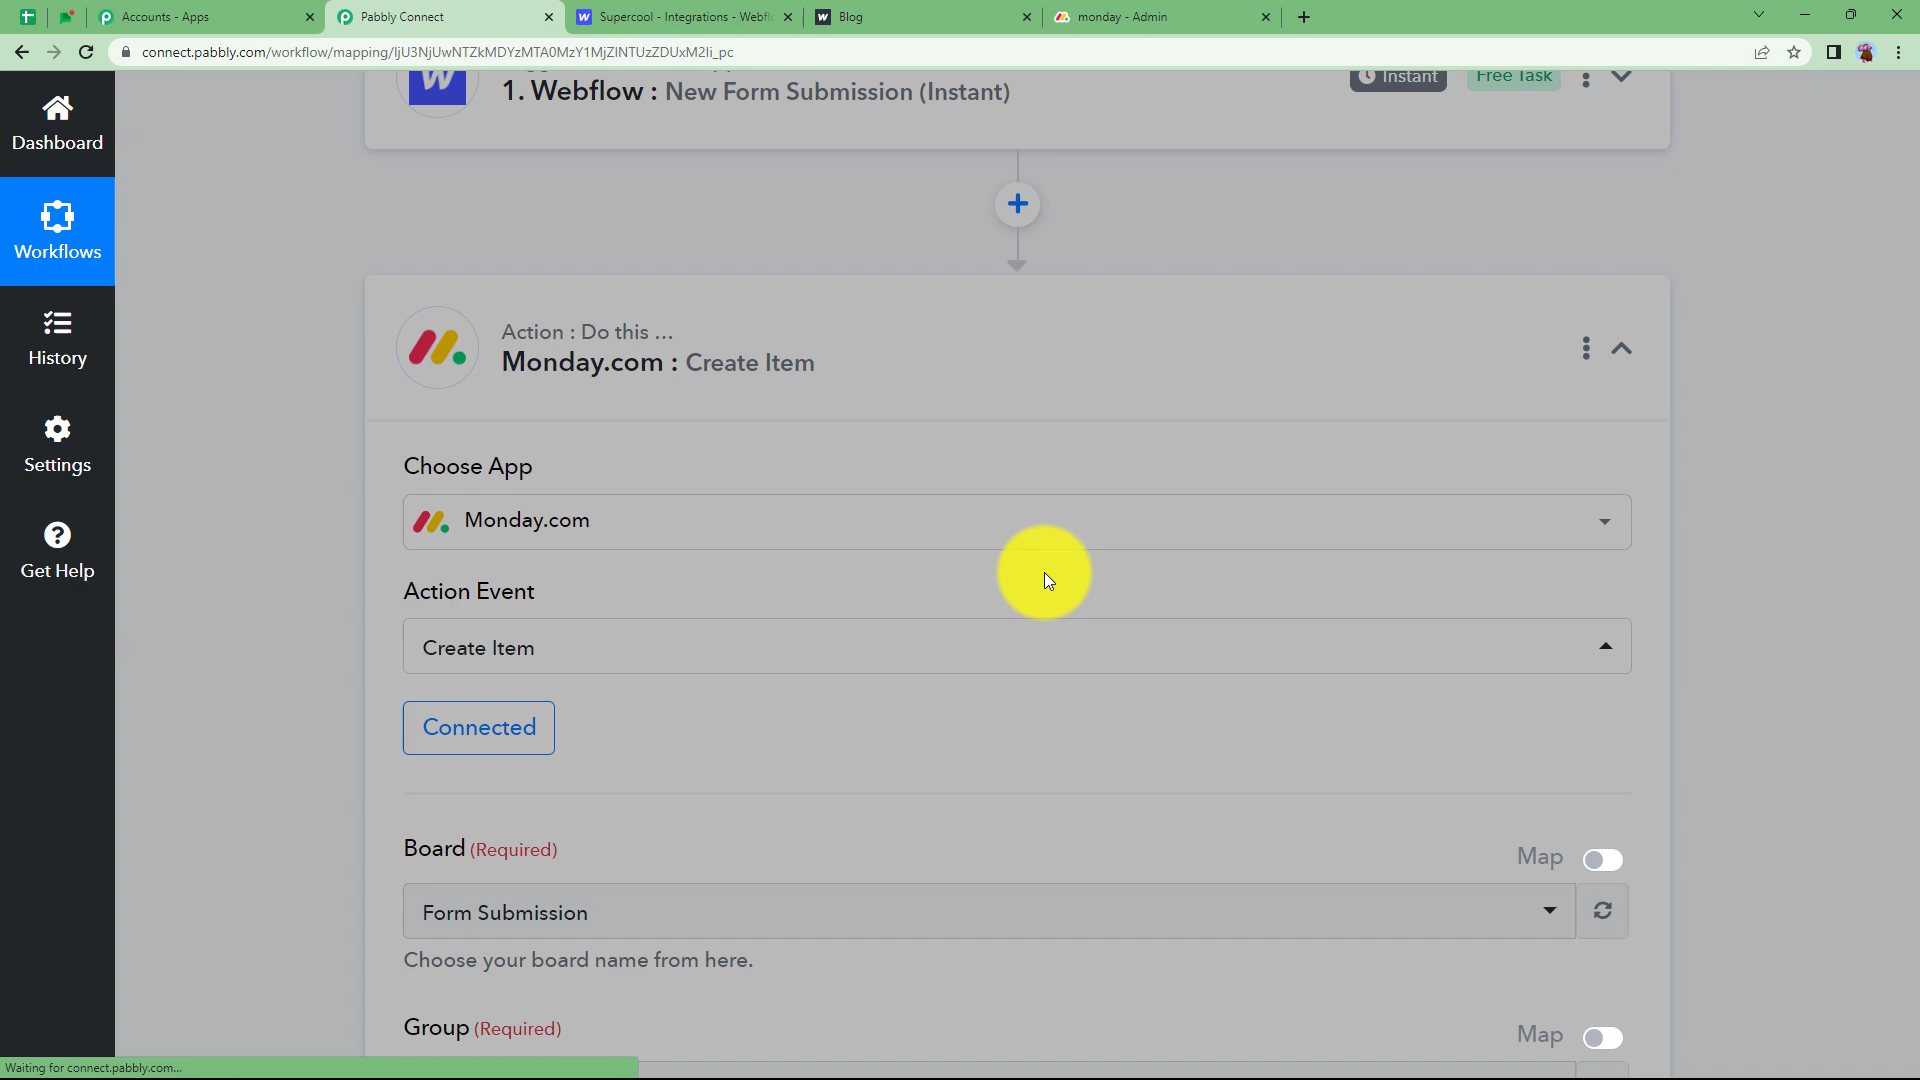 Accounts - Apps
Pabbly Connect
Supercool - Integrations - Webfl
Blog
monday - Admin
connect.pabbly.com/workflow/mapping/IjU3NjUwNTZkMDYzMTA0MzY1MjZlNTUzZDUxM2Ii_pc
Dashboard
Workflows
History
Settings
Get Help
1. Webflow : New Form Submission (Instant)
Instant
Free Task
Action : Do this ...
Monday.com : Create Item
Choose App
Monday.com
Action Event
Create Item
Connected
Board (Required)
Map
Form Submission
Choose your board name from here.
Group (Required)
Map
Waiting for connect.pabbly.com...